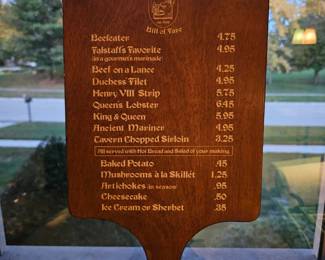 Bill of Fare
Beefeater 4.75
Falstaff's Favorite 4.95
(in a gourmet's marinade)
Beef on a Lance 4.25
Duchess' Filet 4.95
Henry VIII Strip 5.75
Queen's Lobster 6.45
King & Queen 5.95
Ancient Mariner 4.95
Tavern Chopped Sirloin 3.25
All served with Hot Bread and Salad of your making.
Baked Potato .45
Mushrooms à la Skillét 1.25
Artichokes (in season) .95
Cheesecake .50
Ice Cream or Sherbet .35